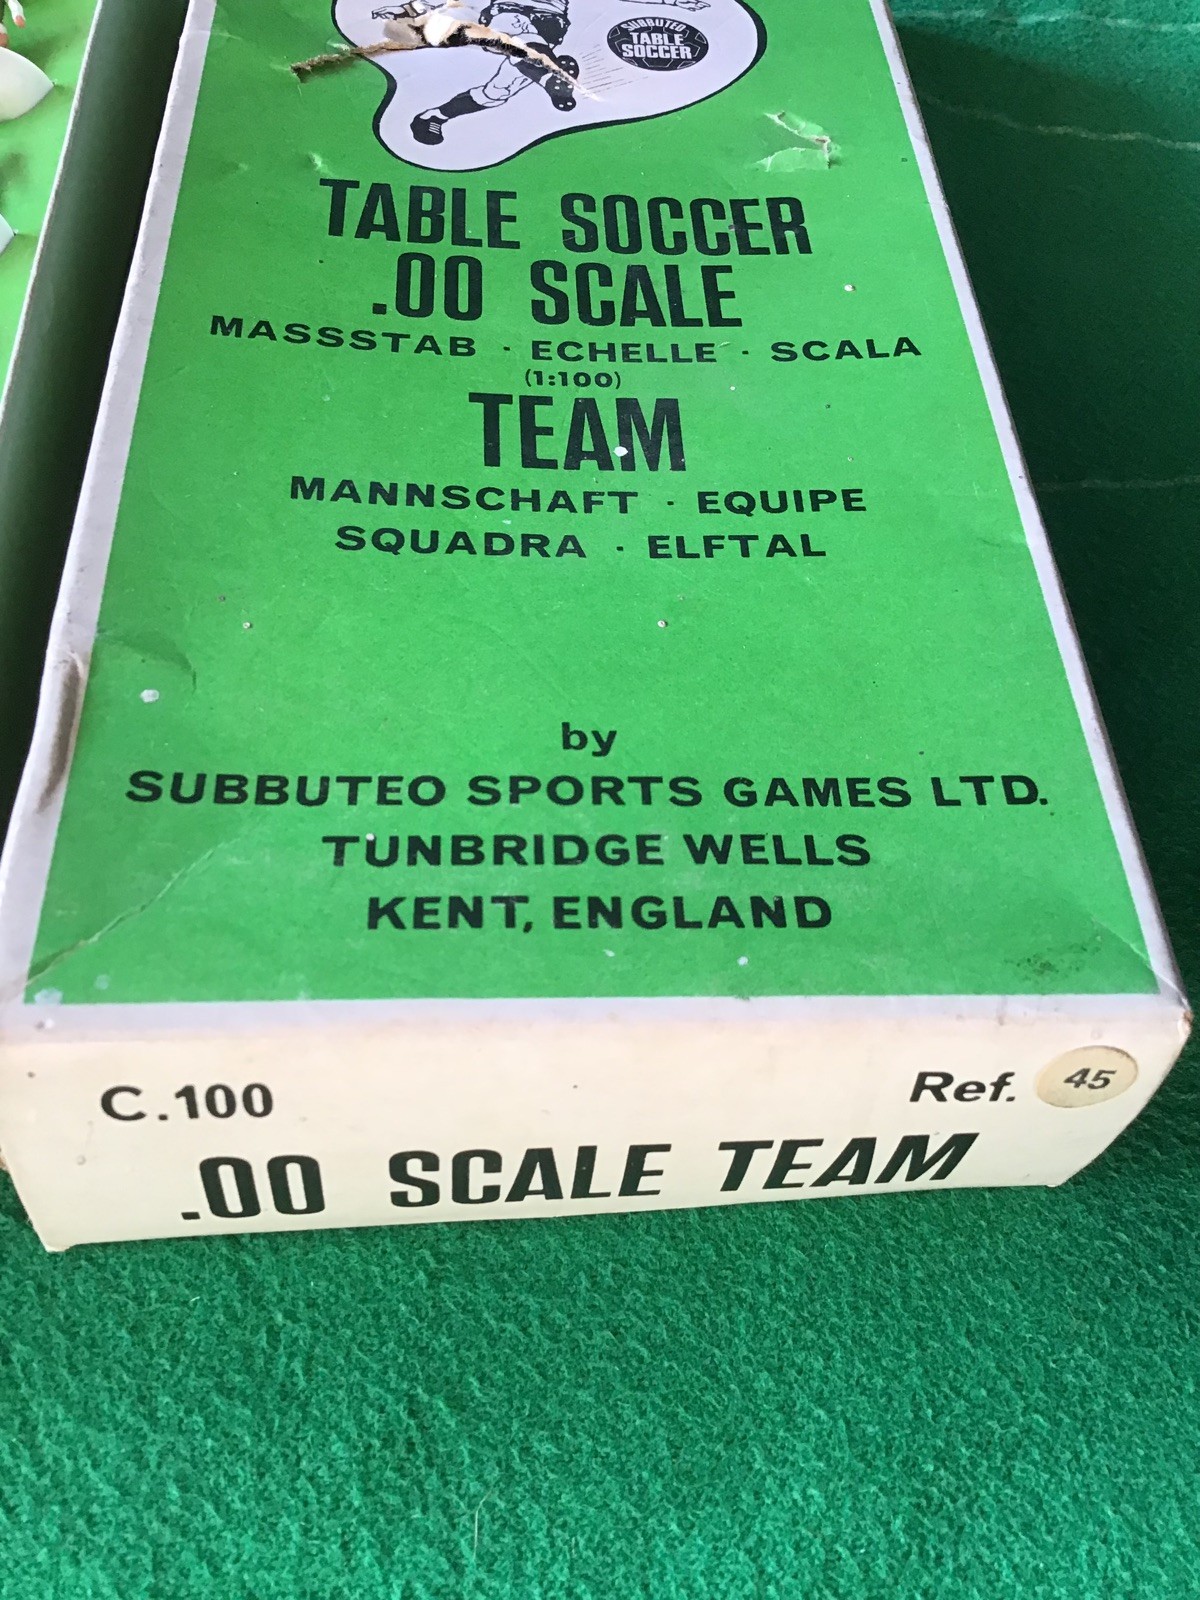 SUBBUTEO
TABLE
SOCCER
TABLE SOCCER
.00 SCALE
MASSSTAB · ECHELLE · SCALA
(1:100)
TEAM
MANNSCHAFT · EQUIPE
SQUADRA · ELFTAL
by
SUBBUTEO SPORTS GAMES LTD.
TUNBRIDGE WELLS
KENT, ENGLAND
C.100 Ref. 45
.00 SCALE TEAM